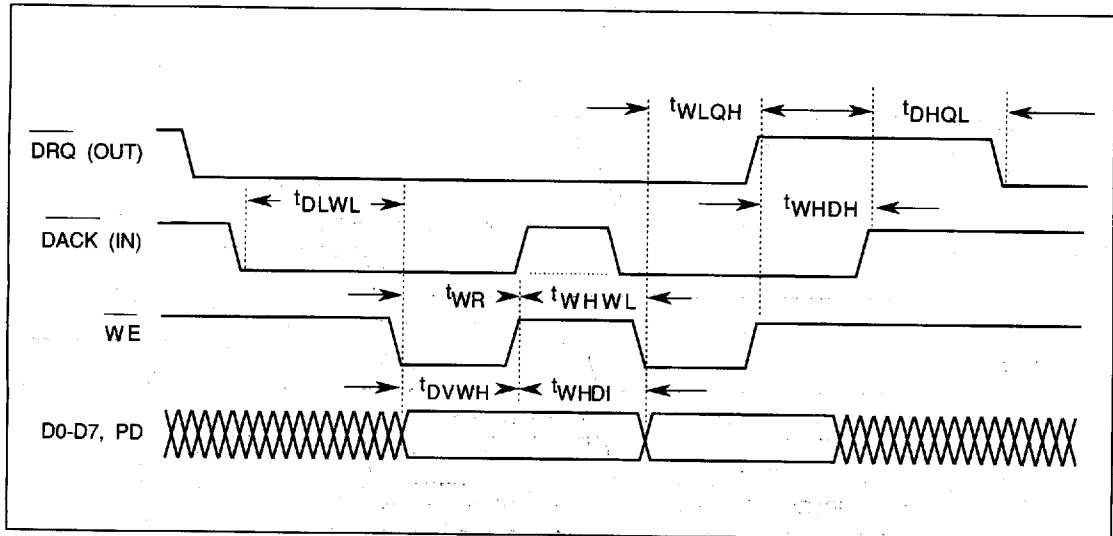 tWLQH
tDHQL
DRQ (OUT)
tDLWL
tWHDH
DACK (IN)
tWR
tWHWL
WE
tDVWH
tWHDI
D0-D7, PD